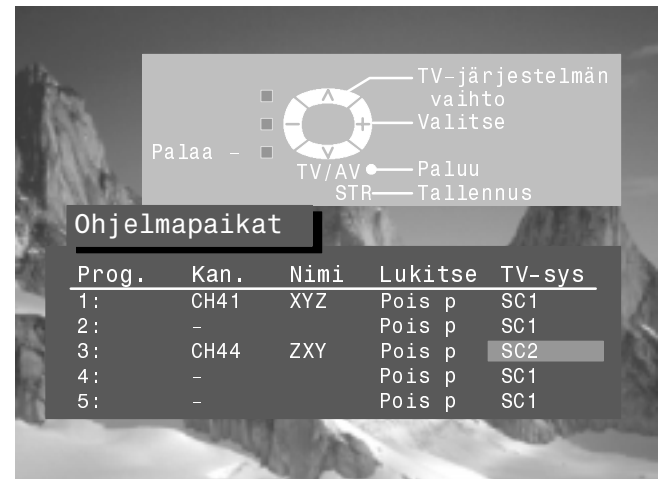 TV-järjestelmän
vaihto
- + Valitse
Palaa -
TV/AV Paluu
STR Tallennus
Ohjelmapaikat
Prog. Kan. Nimi Lukitse TV-sys
1: CH41 XYZ Pois p SC1
2: - Pois p SC1
3: CH44 ZXY Pois p SC2
4: - Pois p SC1
5: - Pois p SC1